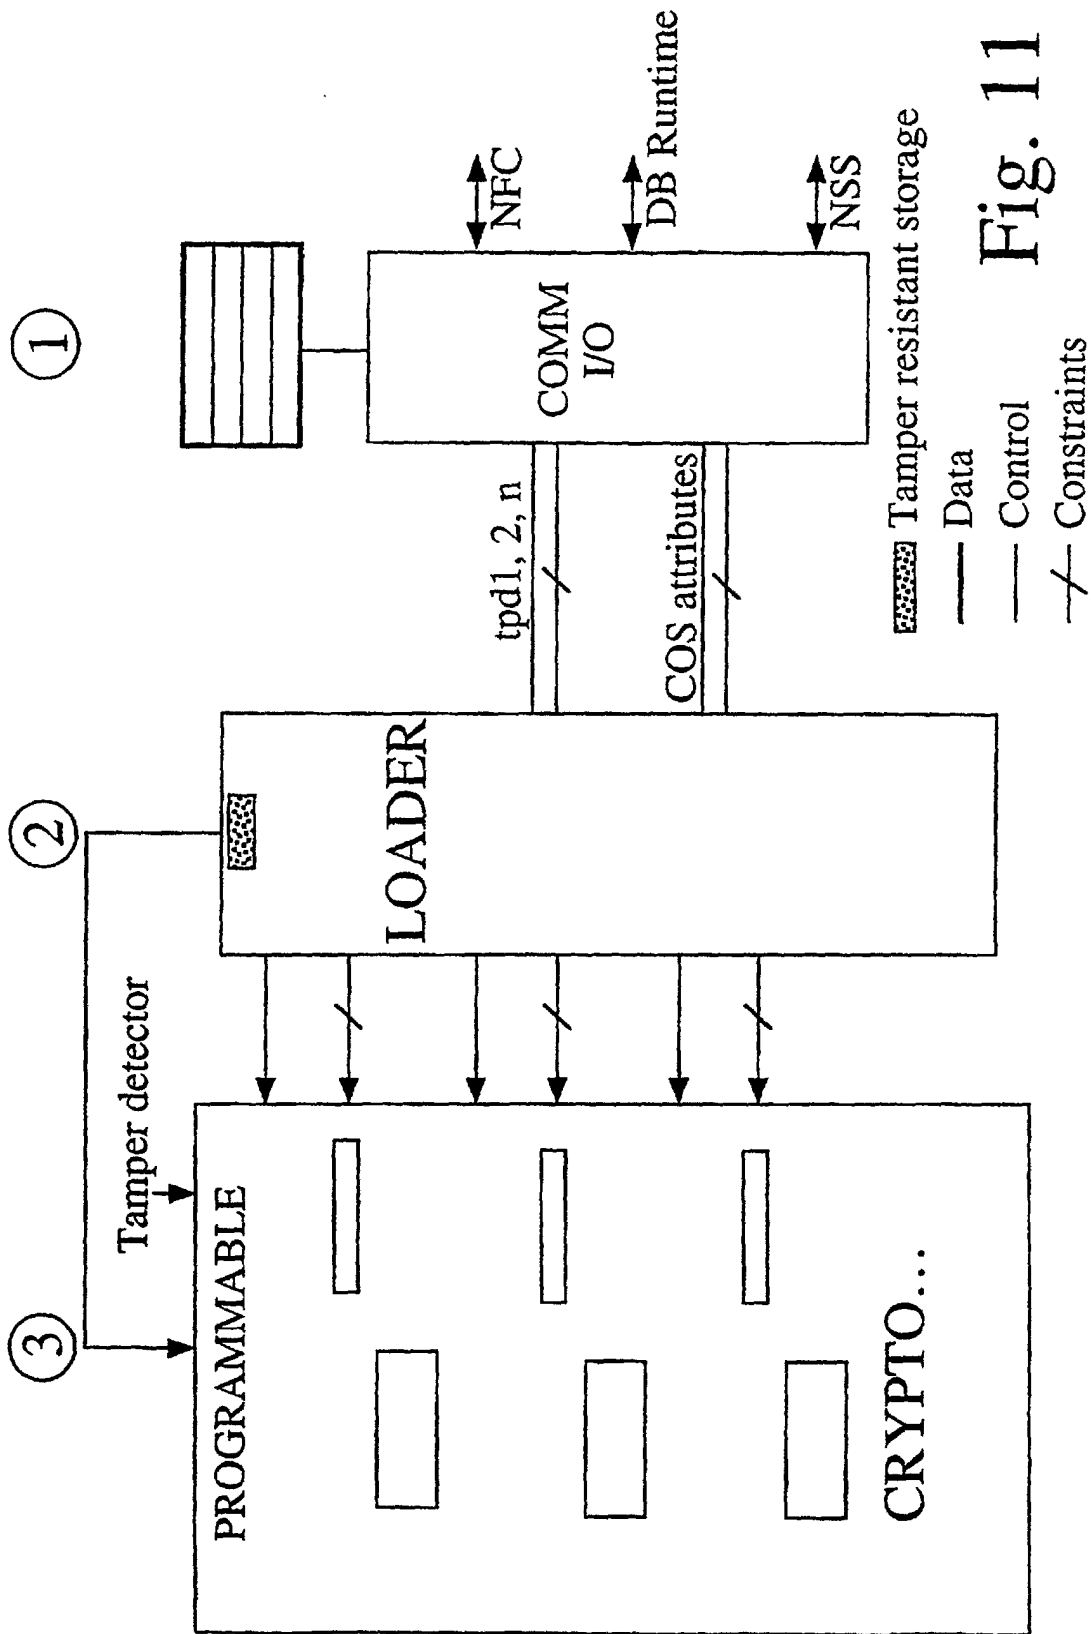 3
2
1
Tamper detector
PROGRAMMABLE
CRYPTO...
LOADER
tpd1, 2, n
COS attributes
COMM
I/O
NFC
DB Runtime
NSS
Tamper resistant storage
Data
Control
Constraints
Fig. 11